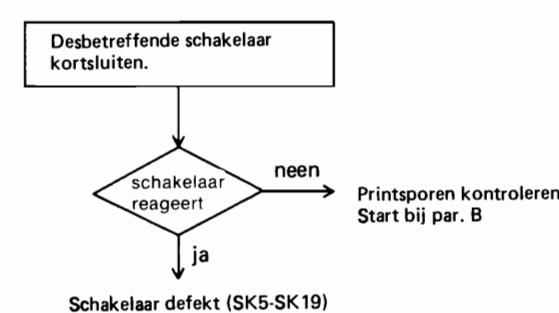 Desbetreffende schakelaar
kortsluiten.
schakelaar
reageert
neen
Printsporen kontroleren
Start bij par. B
ja
Schakelaar defekt (SK5-SK19)